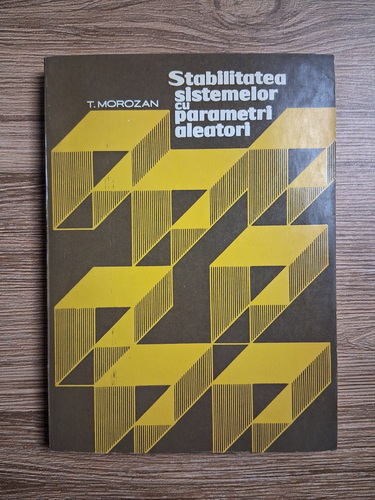 T. MOROZAN
Stabilitatea
sistemelor
cu
parametri
aleatori